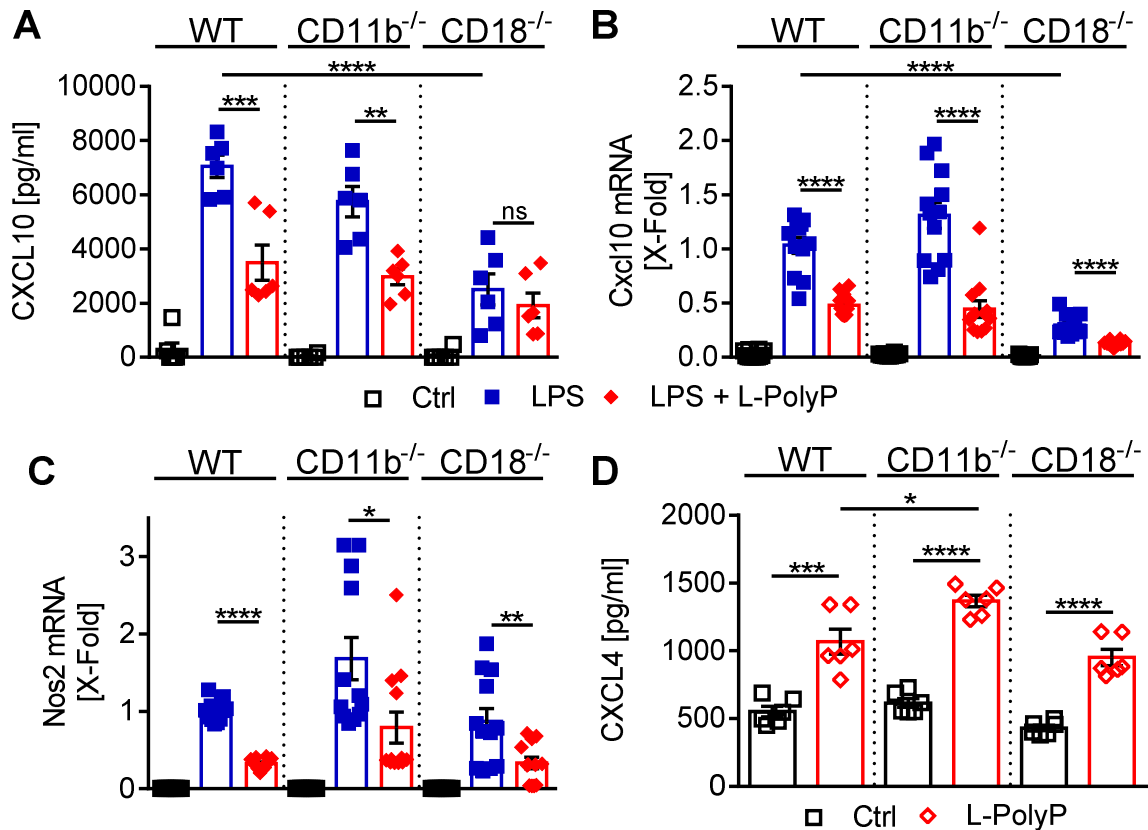 A
WT CD11b-/- CD18-/-
****
*** ** ns
CXCL10 [pg/ml]
10000
8000
6000
4000
2000
0
B
WT CD11b-/- CD18-/-
****
**** **** ****
Cxcl10 mRNA
[X-Fold]
2.5
2.0
1.5
1.0
0.5
0.0
Ctrl LPS LPS + L-PolyP
C
WT CD11b-/- CD18-/-
**** * **
Nos2 mRNA
[X-Fold]
3
2
1
0
D
WT CD11b-/- CD18-/-
*
*** **** ****
CXCL4 [pg/ml]
2000
1500
1000
500
0
Ctrl L-PolyP